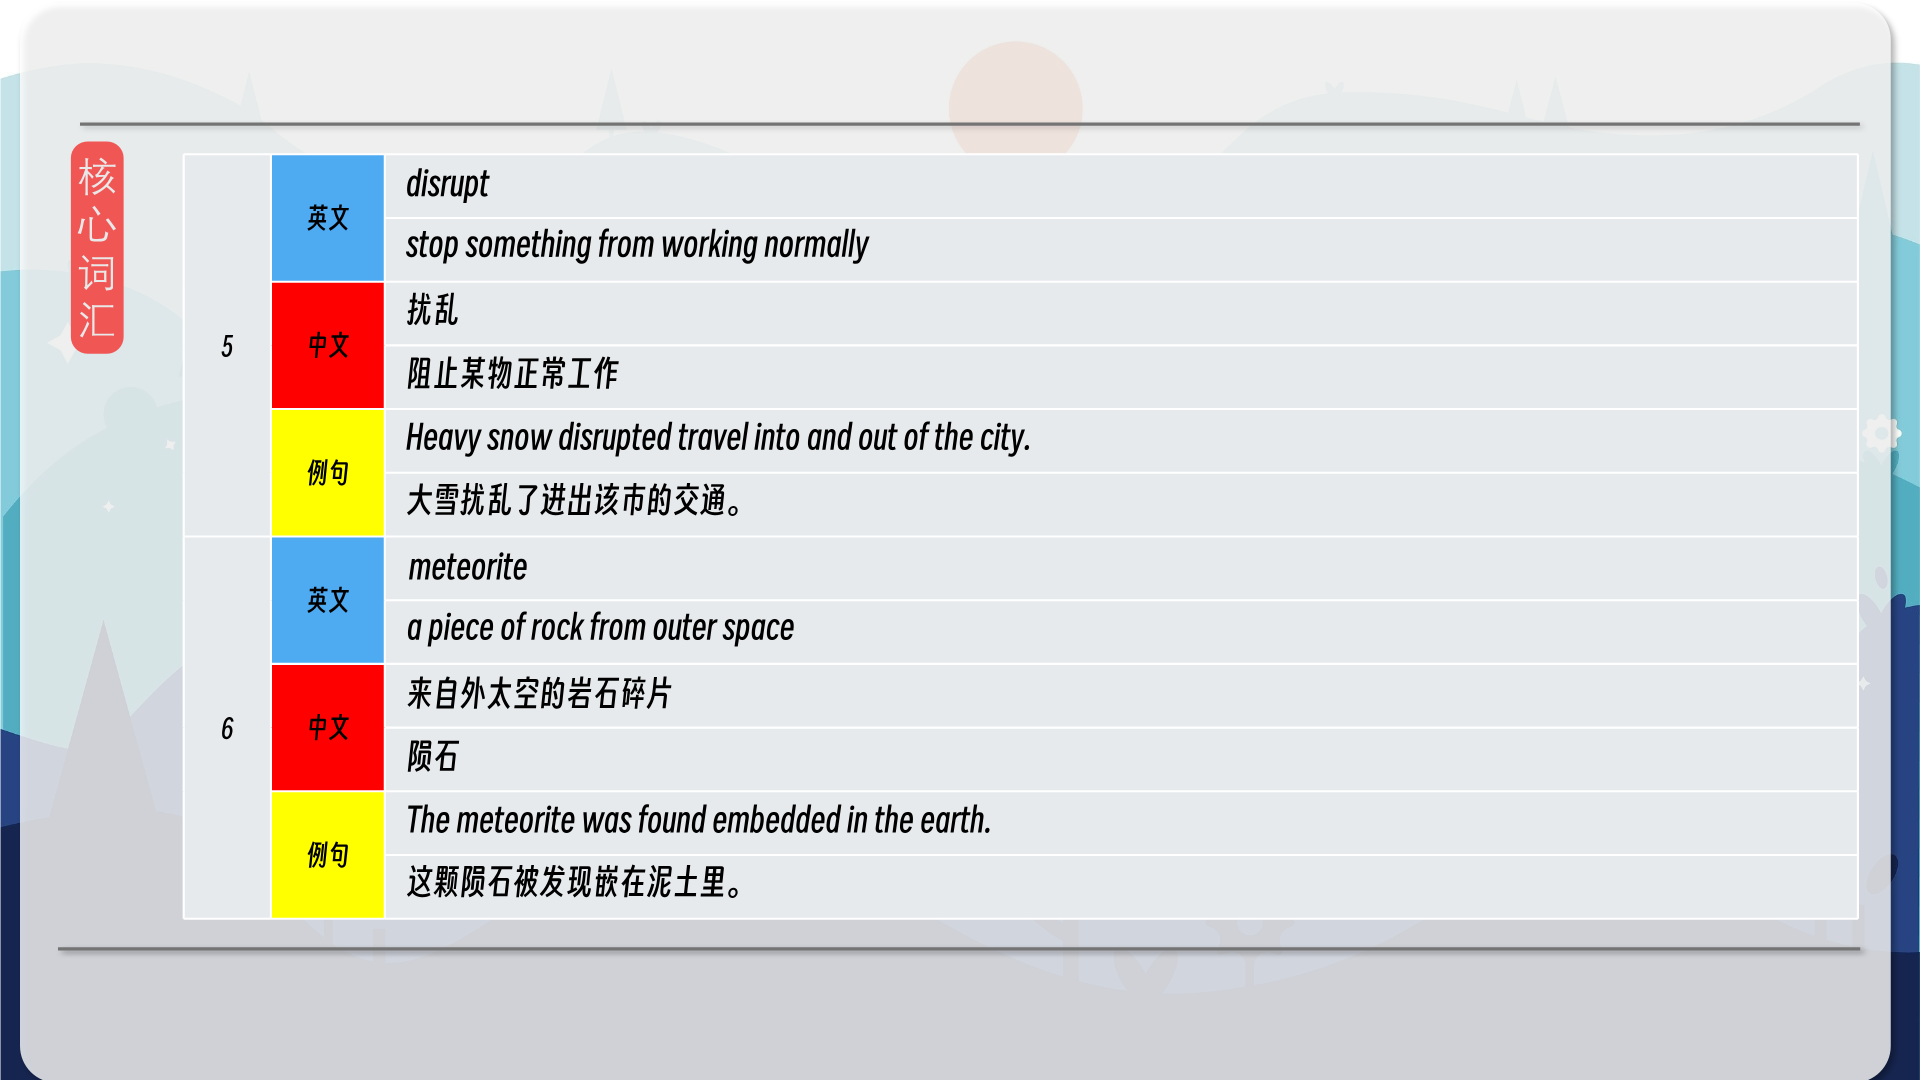 核
心
词
汇
5
英文
disrupt
stop something from working normally
中文
扰乱
阻止某物正常工作
例句
Heavy snow disrupted travel into and out of the city.
大雪扰乱了进出该市的交通。
6
英文
meteorite
a piece of rock from outer space
中文
来自外太空的岩石碎片
陨石
例句
The meteorite was found embedded in the earth.
这颗陨石被发现嵌在泥土里。